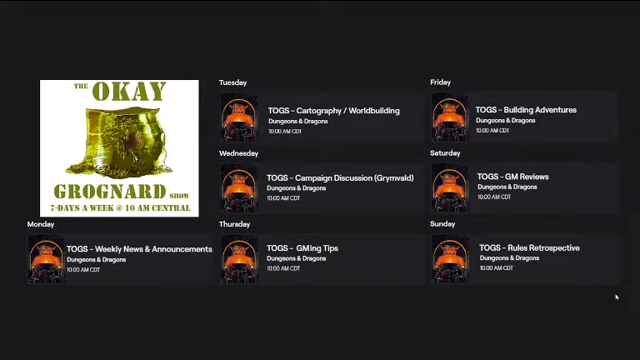 THE OKAY
GROGNARD SHOW
7-DAYS A WEEK @ 10 AM CENTRAL
Monday
TOGS - Weekly News & Announcements
Dungeons & Dragons
10:00 AM CDT
Tuesday
TOGS - Cartography / Worldbuilding
Dungeons & Dragons
10:00 AM CDT
Wednesday
TOGS - Campaign Discussion (Grymvald)
Dungeons & Dragons
10:00 AM CDT
Thursday
TOGS - GMing Tips
Dungeons & Dragons
10:00 AM CDT
Friday
TOGS - Building Adventures
Dungeons & Dragons
10:00 AM CDT
Saturday
TOGS - GM Reviews
Dungeons & Dragons
10:00 AM CDT
Sunday
TOGS - Rules Retrospective
Dungeons & Dragons
10:00 AM CDT